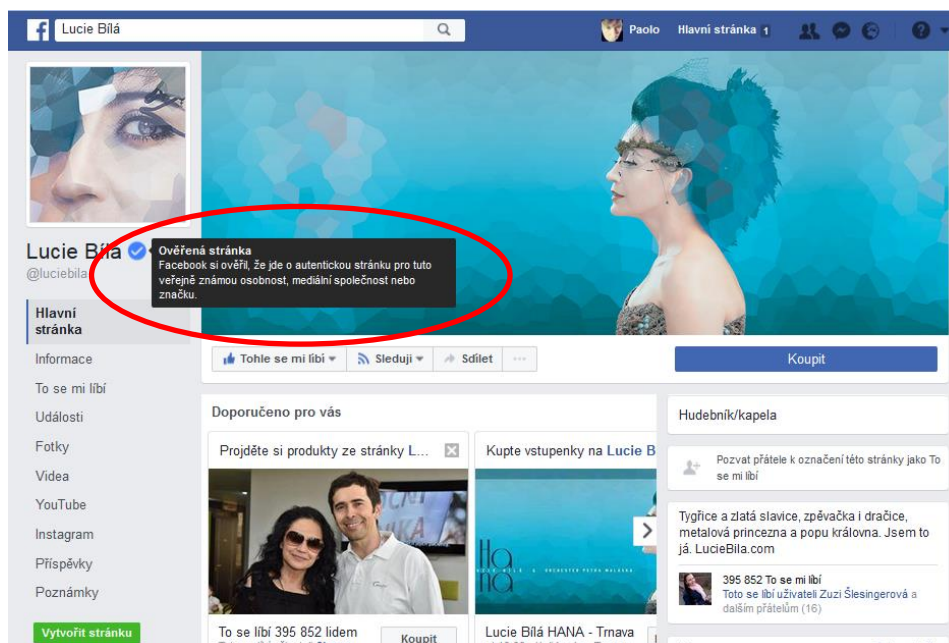 Lucie Bílá
Paolo
Hlavní stránka 1
Lucie Bílá
@luciebila
Ověřená stránka
Facebook si ověřil, že jde o autentickou stránku pro tuto
veřejně známou osobnost, mediální společnost nebo
značku.
Hlavní
stránka
Informace
To se mi líbí
Události
Fotky
Videa
YouTube
Instagram
Příspěvky
Poznámky
Vytvořit stránku
Tohle se mi líbí
Sleduji
Sdílet
Koupit
Doporučeno pro vás
Projděte si produkty ze stránky L...
Kupte vstupenky na Lucie B
Ha
na
To se líbí 395 852 lidem
Koupit
Lucie Bílá HANA - Trnava
Hudebník/kapela
Pozvat přátele k označení této stránky jako To
se mi líbí
Tygřice a zlatá slavice, zpěvačka i dračice,
metalová princezna a popu královna. Jsem to
já. LucieBila.com
395 852 To se mi líbí
Toto se líbí uživateli Zuzi Šlesingerová a
dalším přátelům (16)